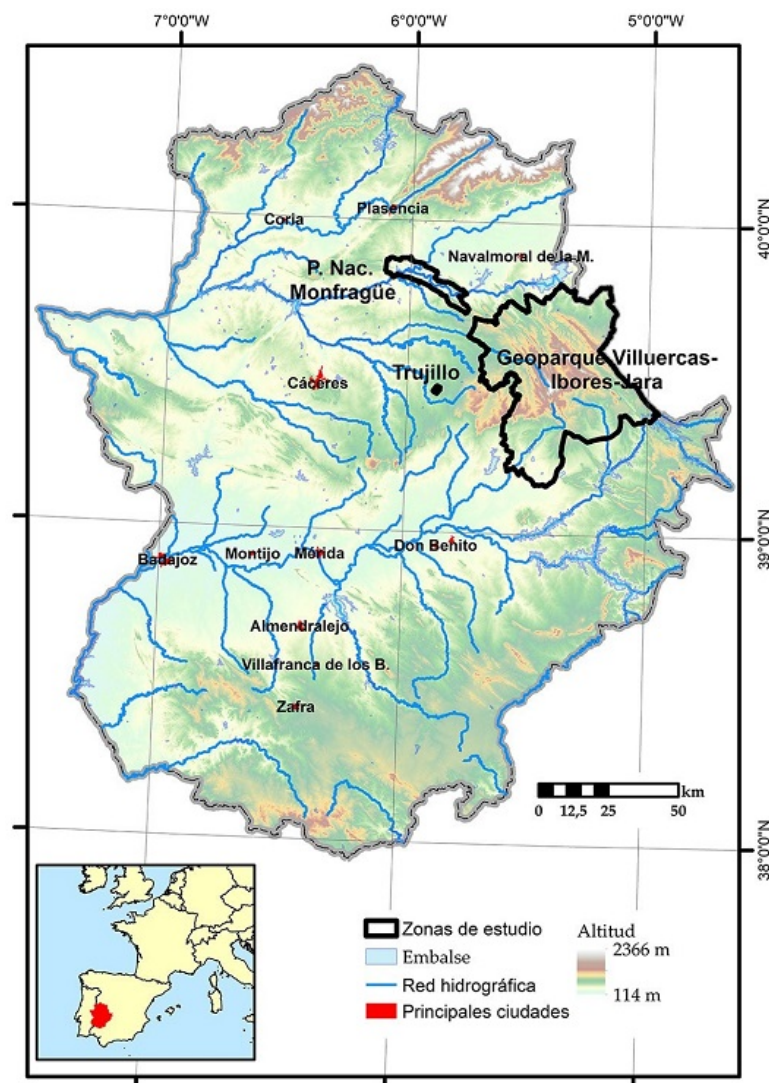 7°0'0"W 6°0'0"W 5°0'0"W
40°0'0"N
Plasencia
Coria
Navalmoral de la M.
P. Nac.
Monfragüe
Geoparque Villuercas-
Ibores-Jara
Trujillo
Cáceres
39°0'0"N
Badajoz
Montijo
Mérida
Don Benito
Almendralejo
Villafranca de los B.
Zafra
km
0 12,5 25 50
38°0'0"N
Zonas de estudio
Embalse
Red hidrográfica
Principales ciudades
Altitud
2366 m
114 m